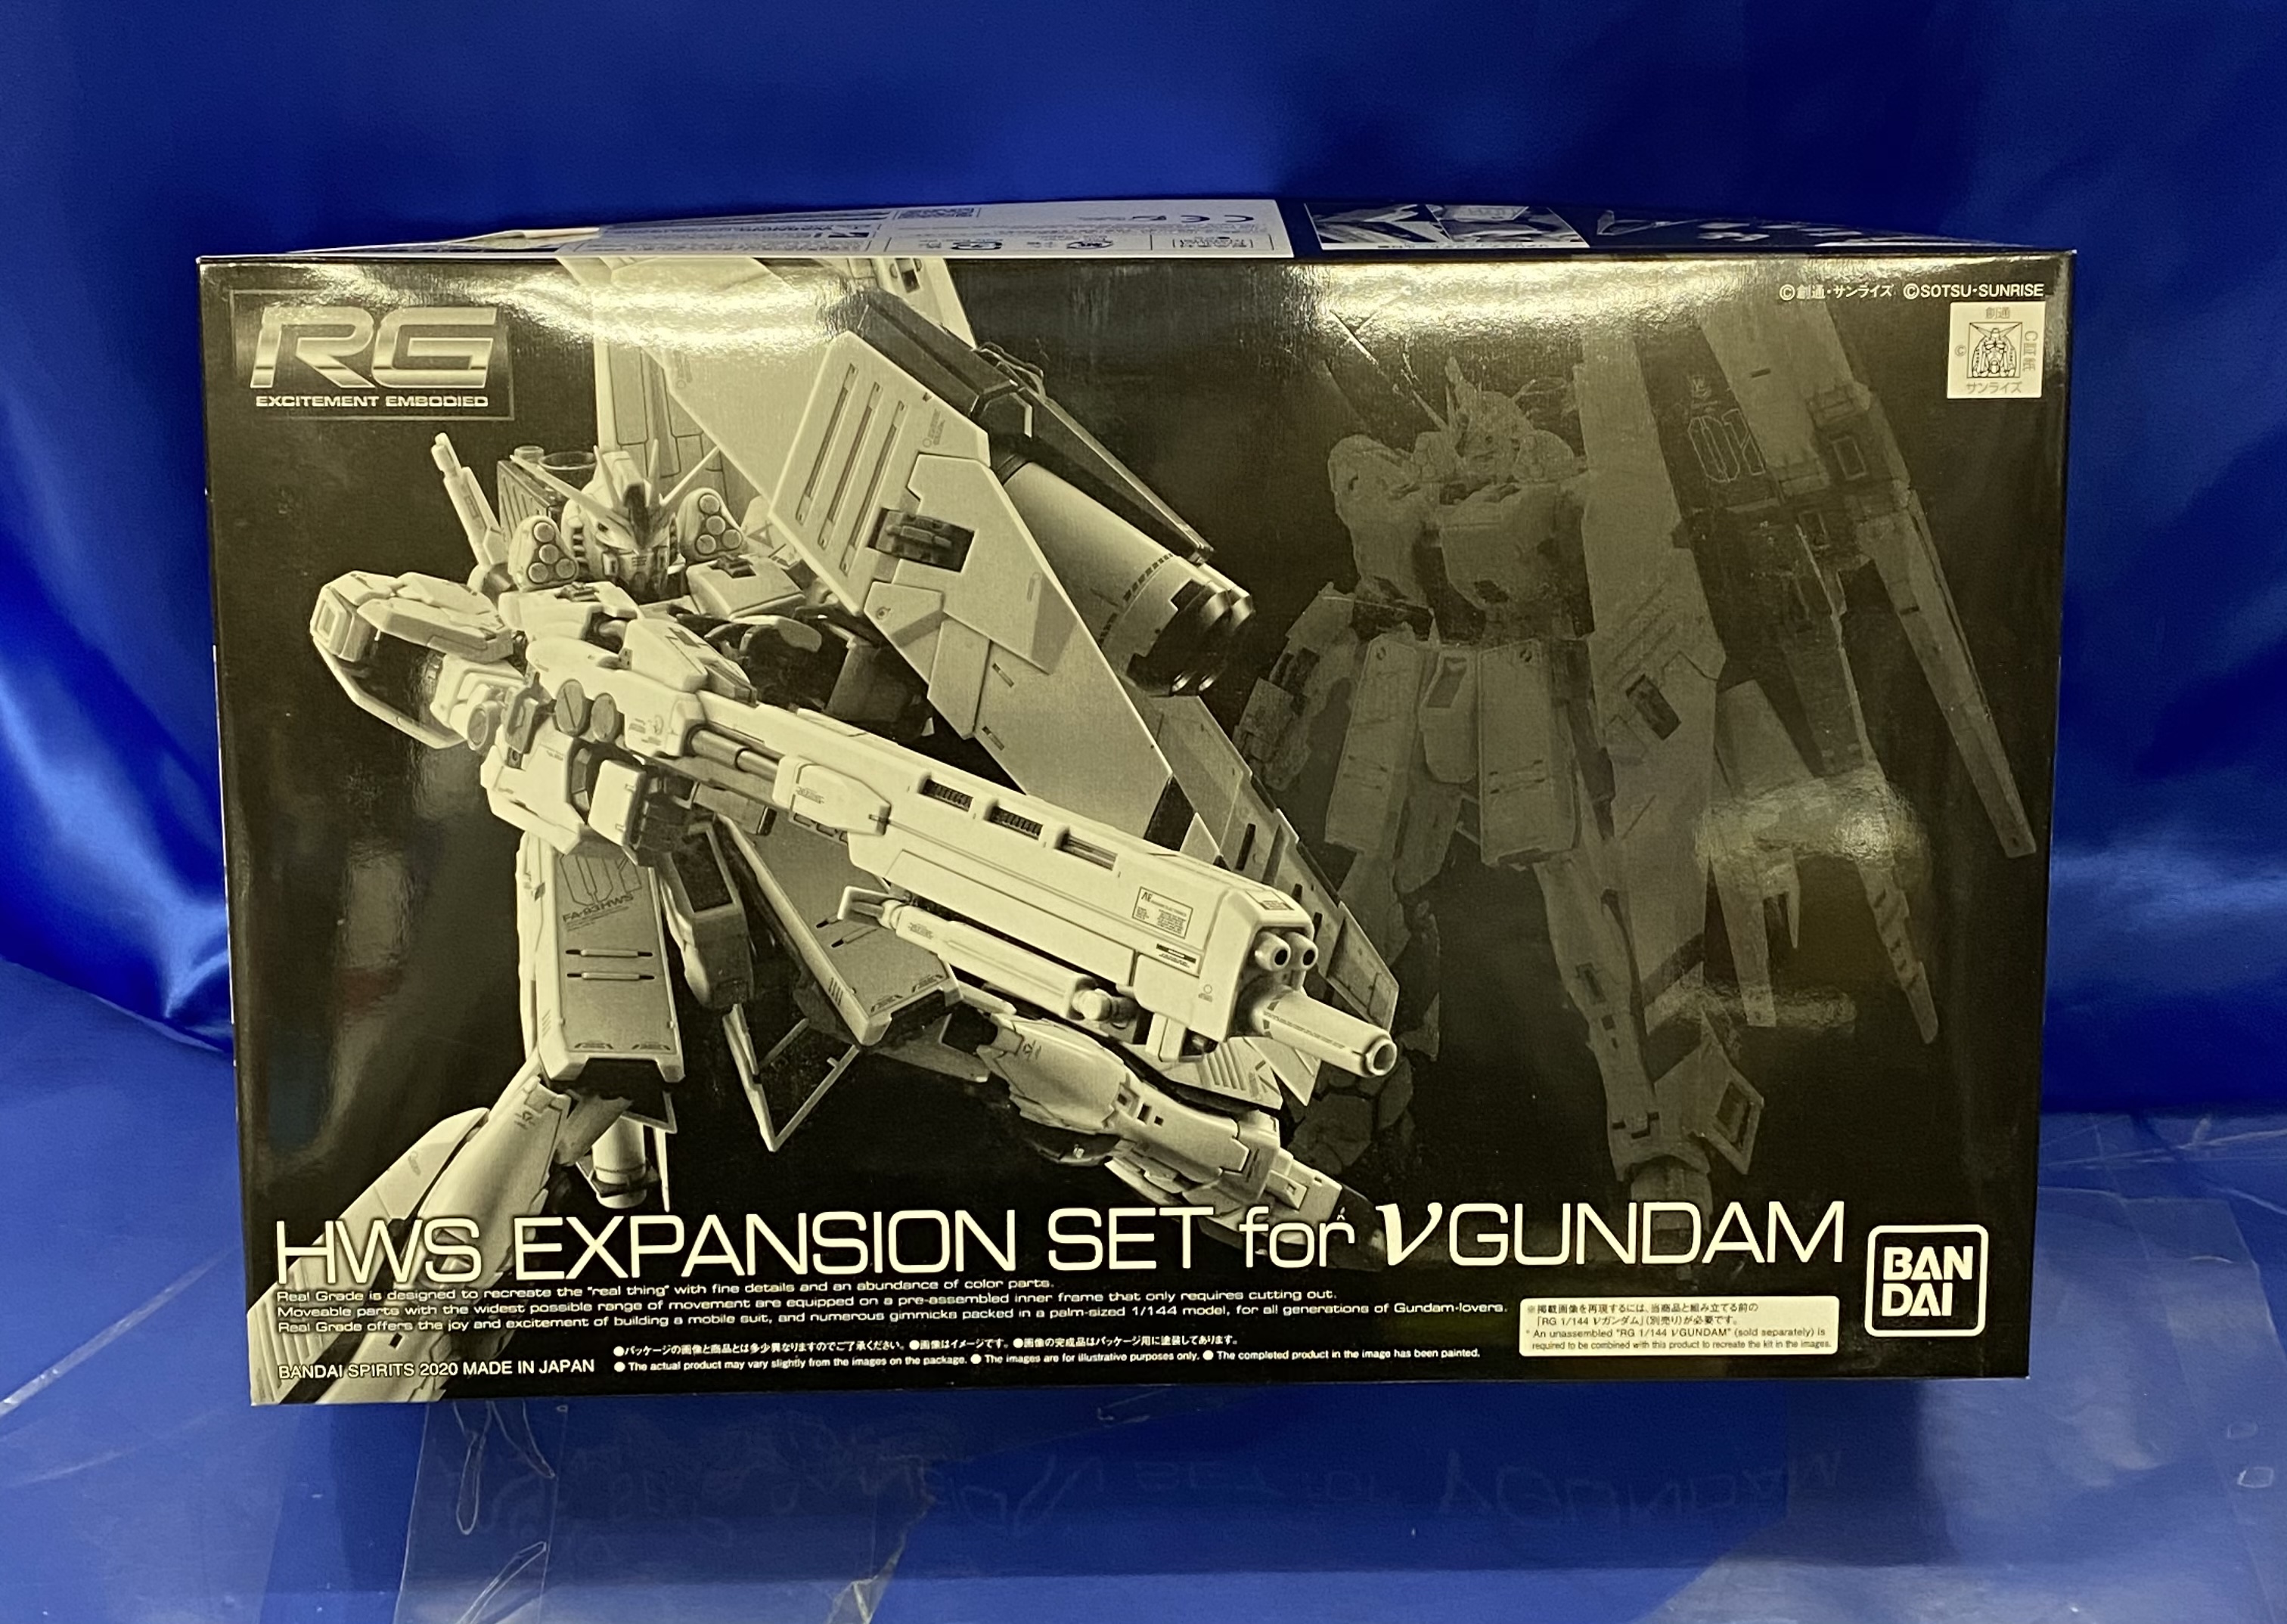 RG
EXCITEMENT EMBODIED
©創通・サンライズ ©SOTSU・SUNRISE
創通
サンライズ
FA-93HWS
HWS EXPANSION SET for νGUNDAM
Real Grade is designed to recreate the "real thing" with fine details and an abundance of color parts.
Moveable parts with the widest possible range of movement are equipped on a pre-assembled inner frame that only requires cutting out.
Real Grade offers the joy and excitement of building a mobile suit, and numerous gimmicks packed in a palm-sized 1/144 model, for all generations of Gundam-lovers.
BANDAI SPIRITS 2020 MADE IN JAPAN
●パッケージの画像と商品とは多少異なりますのでご了承ください。●画像はイメージです。●画像の完成品はパッケージ用に塗装してあります。
● The actual product may vary slightly from the images on the package. ● The images are for illustrative purposes only. ● The completed product in the image has been painted.
※掲載画像を再現するには、当商品と組み立てる前の
「RG 1/144 νガンダム」(別売り)が必要です。
* An unassembled "RG 1/144 νGUNDAM" (sold separately) is
required to be combined with this product to recreate the kit in the images.
BAN
DAI